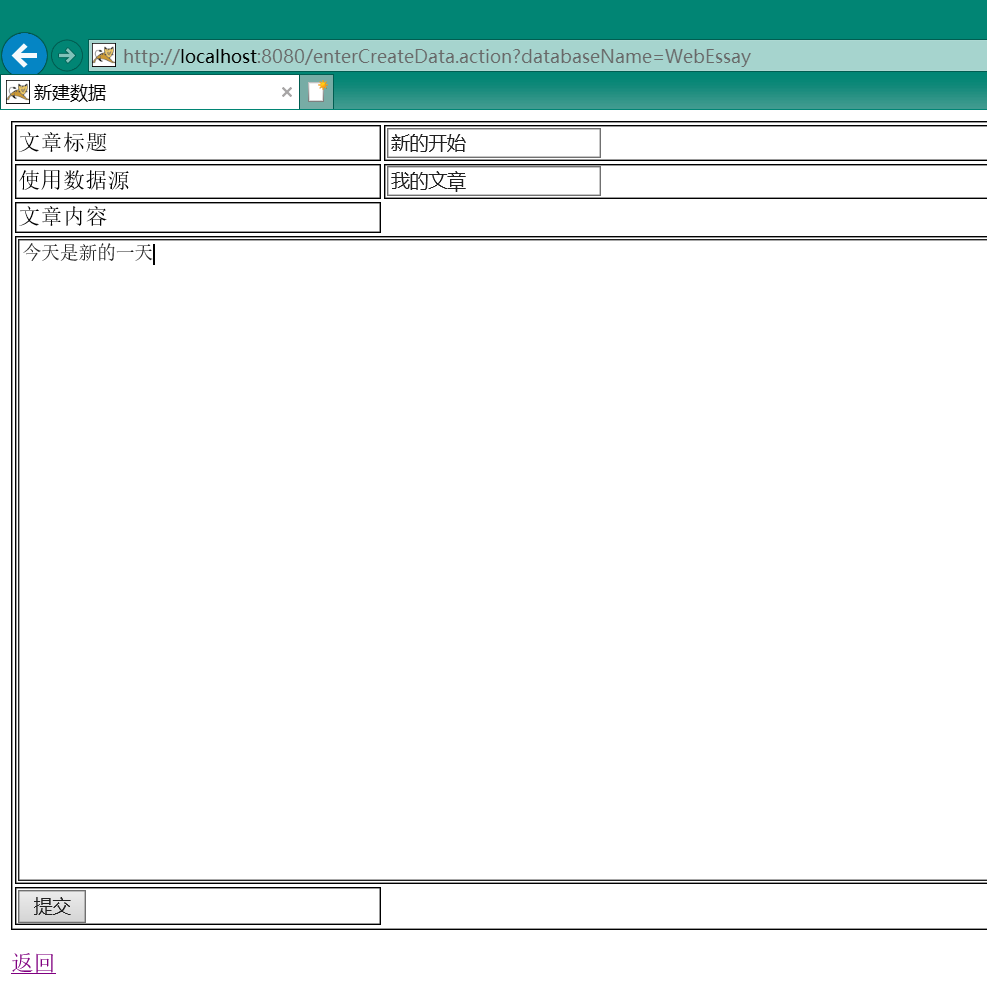 http://localhost:8080/enterCreateData.action?databaseName=WebEssay
新建数据
文章标题 新的开始
使用数据源 我的文章
文章内容
今天是新的一天
提交
返回